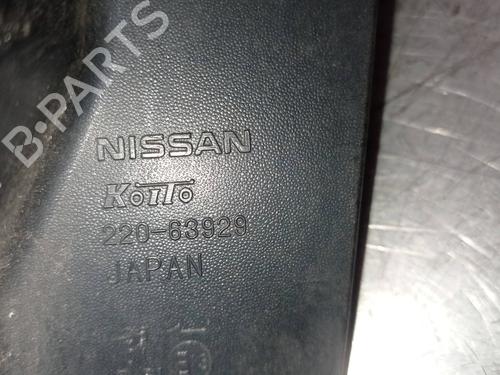 B-PARTS
NISSAN
KOITO
220-63929
JAPAN